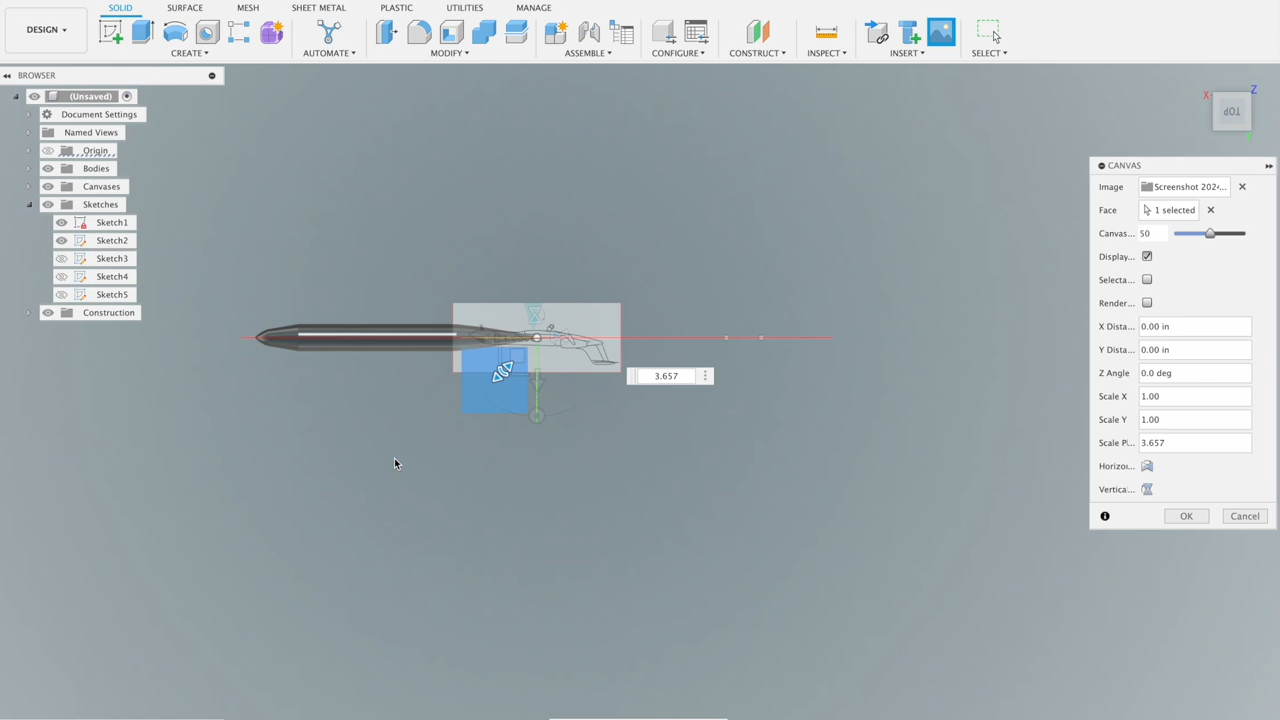 SOLID SURFACE MESH SHEET METAL PLASTIC UTILITIES MANAGE
DESIGN
CREATE AUTOMATE MODIFY ASSEMBLE CONFIGURE CONSTRUCT INSPECT INSERT SELECT
BROWSER
(Unsaved)
Document Settings
Named Views
Origin
Bodies
Canvases
Sketches
Sketch1
Sketch2
Sketch3
Sketch4
Sketch5
Construction
X Z
TOP
3.657
CANVAS
Image Screenshot 202...
Face 1 selected
Canvas... 50
Display...
Selecta...
Render...
X Dista... 0.00 in
Y Dista... 0.00 in
Z Angle 0.0 deg
Scale X 1.00
Scale Y 1.00
Scale Pl... 3.657
Horizo...
Vertica...
OK Cancel